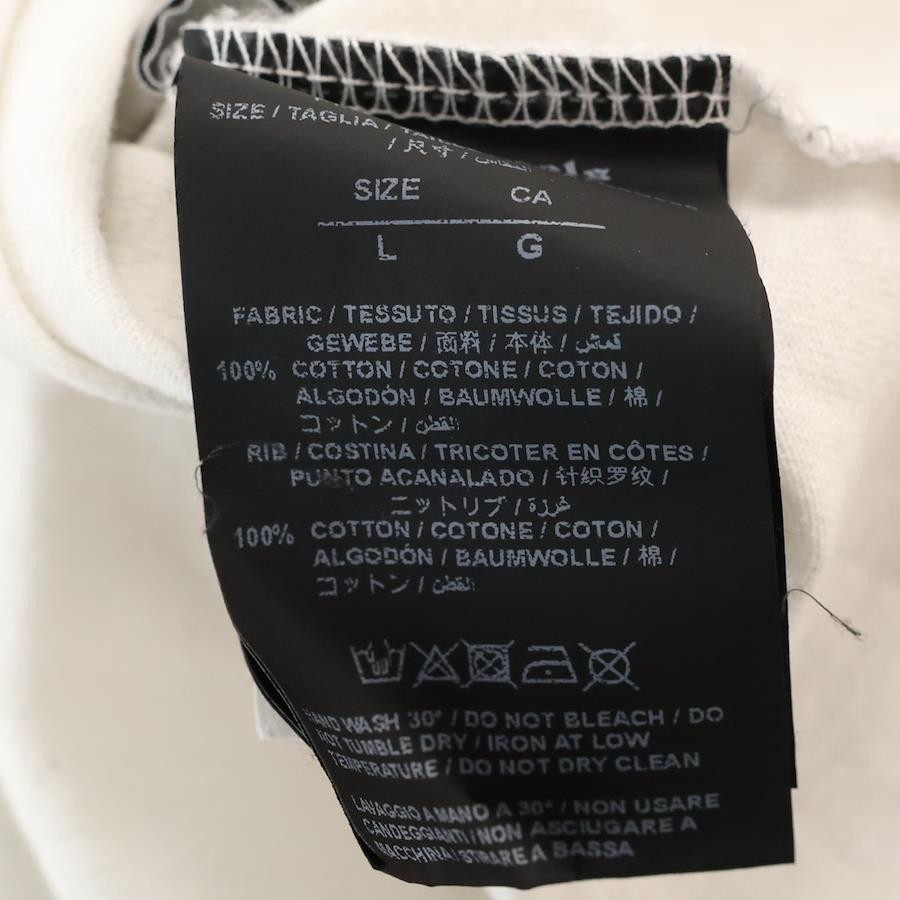 SIZE / TAGLIA /
/ 尺寸 /
SIZE CA
L G
FABRIC / TESSUTO / TISSUS / TEJIDO /
GEWEBE / 面料 / 本体 / قماش
100% COTTON / COTONE / COTON /
ALGODÓN / BAUMWOLLE / 棉 /
コットン / القطن
RIB / COSTINA / TRICOTER EN CÔTES /
PUNTO ACANALADO / 针织罗纹 /
ニットリブ / غرزة
100% COTTON / COTONE / COTON /
ALGODÓN / BAUMWOLLE / 棉 /
コットン / القطن
HAND WASH 30° / DO NOT BLEACH / DO
NOT TUMBLE DRY / IRON AT LOW
TEMPERATURE / DO NOT DRY CLEAN
LAVAGGIO A MANO A 30° / NON USARE
CANDEGGIANTI / NON ASCIUGARE A
MACCHINA / STIRARE A BASSA